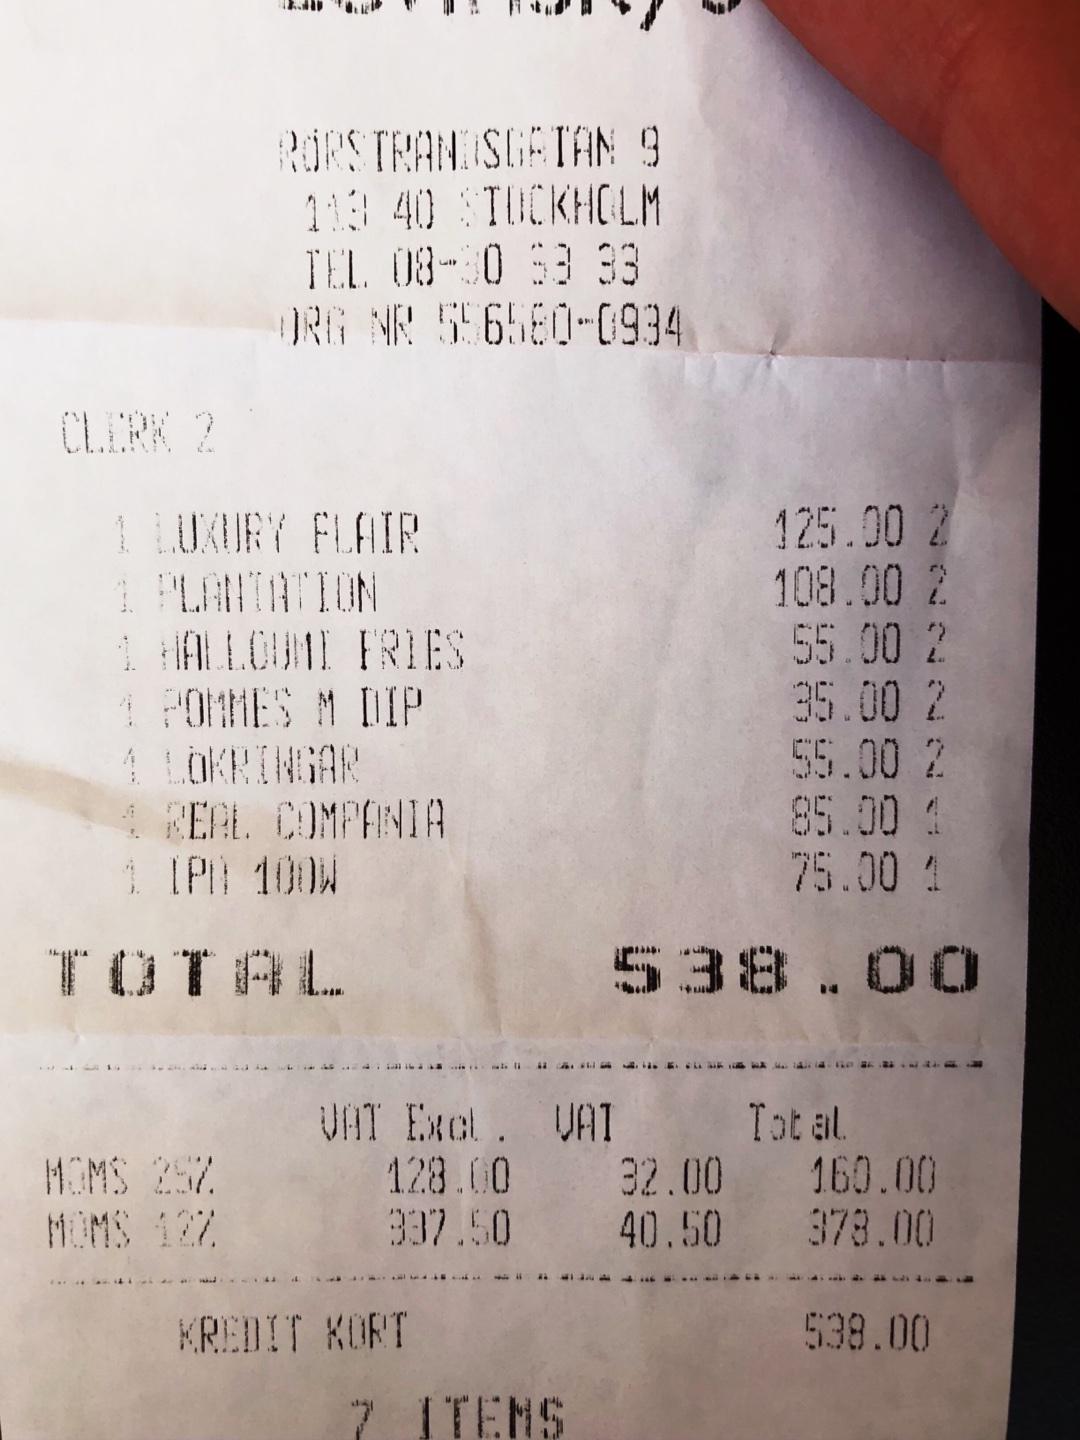 RÖRSTRANDSGATAN 9
113 40 STOCKHOLM
TEL 08-30 33 33
ORG NR 556580-0934
CLERK 2
1 LUXURY FLAIR 125.00 2
1 PLANTATION 108.00 2
1 HALLOUMI FRIES 55.00 2
1 POMMES M DIP 35.00 2
1 LÖKRINGAR 55.00 2
1 REAL COMPANIA 85.00 1
1 IPA 100W 75.00 1
TOTAL 538.00
VAT Excl. VAT Total
MOMS 25% 128.00 32.00 160.00
MOMS 12% 337.50 40.50 378.00
KREDIT KORT 538.00
7 ITEMS